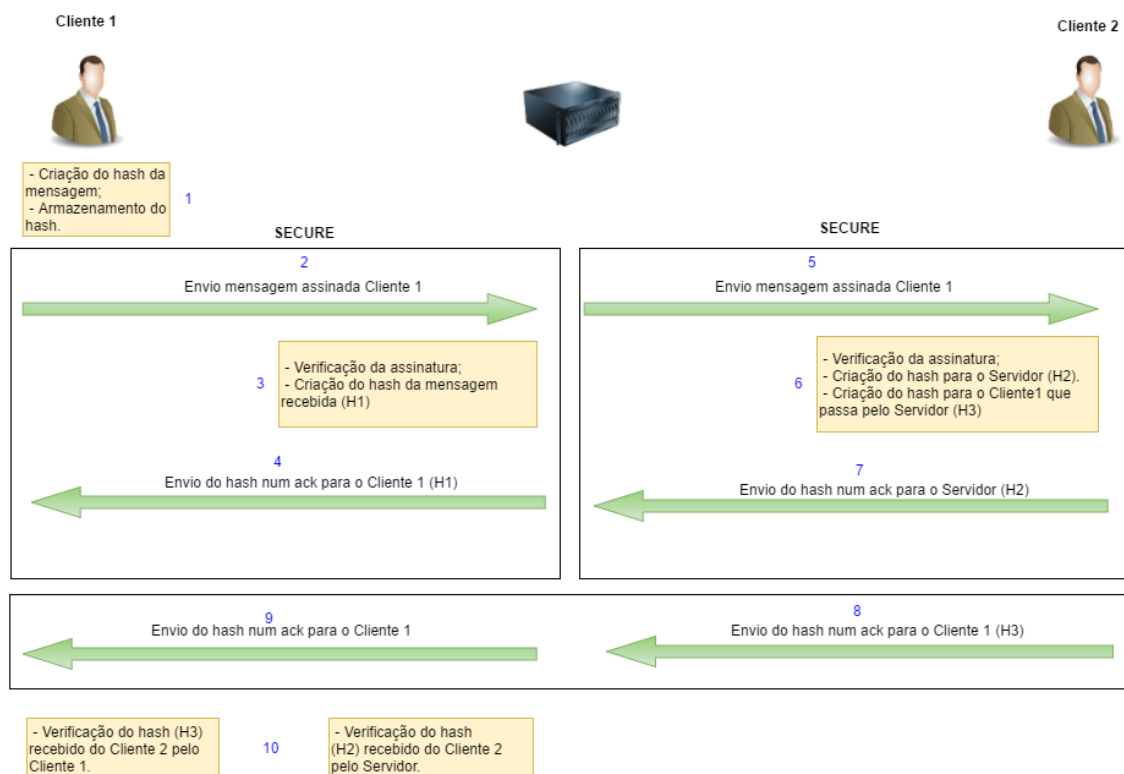 Cliente 1
Cliente 2
- Criação do hash da
mensagem;
- Armazenamento do
hash.
1
SECURE
SECURE
2
Envio mensagem assinada Cliente 1
5
Envio mensagem assinada Cliente 1
3
- Verificação da assinatura;
- Criação do hash da mensagem
recebida (H1)
6
- Verificação da assinatura;
- Criação do hash para o Servidor (H2).
- Criação do hash para o Cliente1 que
passa pelo Servidor (H3)
4
Envio do hash num ack para o Cliente 1 (H1)
7
Envio do hash num ack para o Servidor (H2)
9
Envio do hash num ack para o Cliente 1
8
Envio do hash num ack para o Cliente 1 (H3)
- Verificação do hash (H3)
recebido do Cliente 2 pelo
Cliente 1.
10
- Verificação do hash
(H2) recebido do Cliente 2
pelo Servidor.